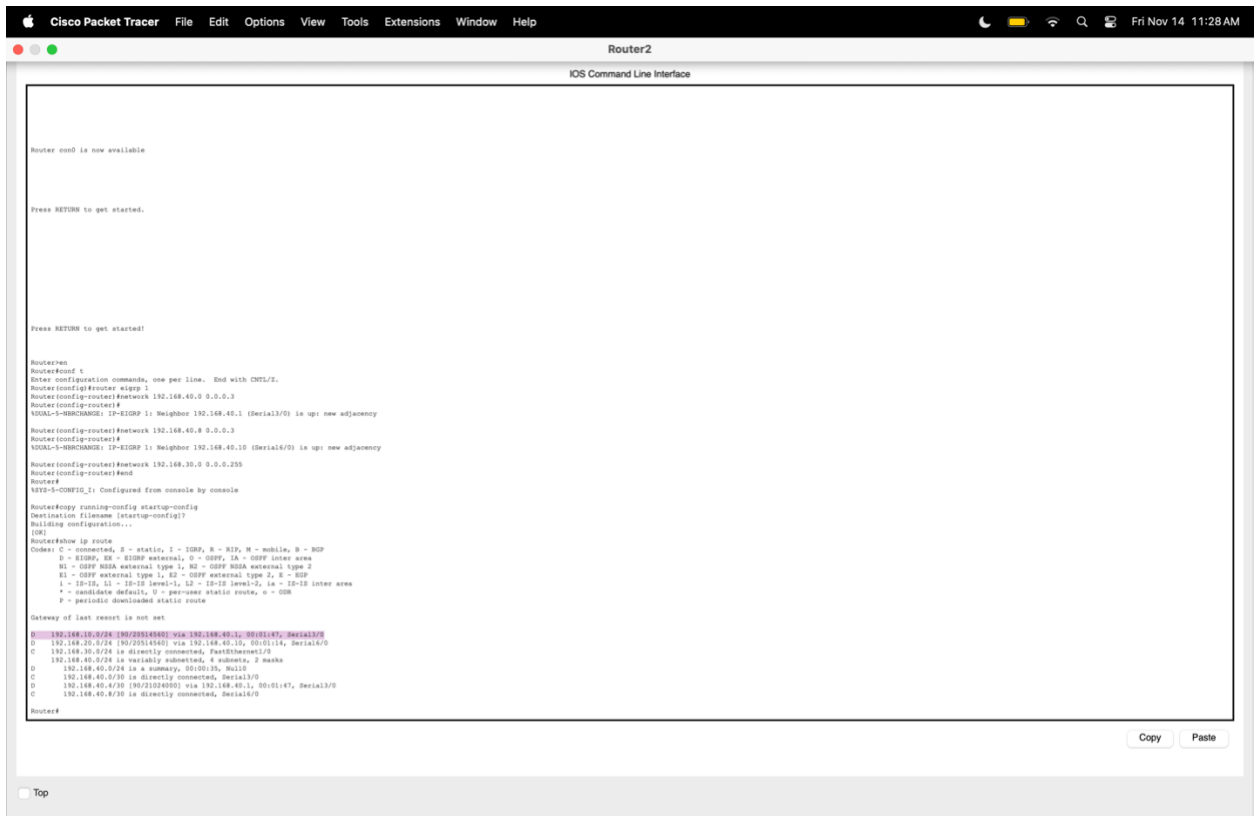 Cisco Packet Tracer File Edit Options View Tools Extensions Window Help Fri Nov 14 11:28 AM
Router2
IOS Command Line Interface
Router con0 is now available
Press RETURN to get started.
Press RETURN to get started!
Router>en
Router#conf t
Enter configuration commands, one per line. End with CNTL/Z.
Router(config)#router eigrp 1
Router(config-router)#network 192.168.40.0 0.0.0.3
Router(config-router)#
%DUAL-5-NBRCHANGE: IP-EIGRP 1: Neighbor 192.168.40.1 (Serial3/0) is up: new adjacency
Router(config-router)#network 192.168.40.8 0.0.0.3
Router(config-router)#
%DUAL-5-NBRCHANGE: IP-EIGRP 1: Neighbor 192.168.40.10 (Serial6/0) is up: new adjacency
Router(config-router)#network 192.168.30.0 0.0.0.255
Router(config-router)#end
Router#
%SYS-5-CONFIG_I: Configured from console by console
Router#copy running-config startup-config
Destination filename [startup-config]?
Building configuration...
[OK]
Router#show ip route
Codes: C - connected, S - static, I - IGRP, R - RIP, M - mobile, B - BGP
D - EIGRP, EX - EIGRP external, O - OSPF, IA - OSPF inter area
N1 - OSPF NSSA external type 1, N2 - OSPF NSSA external type 2
E1 - OSPF external type 1, E2 - OSPF external type 2, E - EGP
i - IS-IS, L1 - IS-IS level-1, L2 - IS-IS level-2, ia - IS-IS inter area
* - candidate default, U - per-user static route, o - ODR
P - periodic downloaded static route
Gateway of last resort is not set
D 192.168.10.0/24 [90/20514560] via 192.168.40.1, 00:01:47, Serial3/0
D 192.168.20.0/24 [90/20514560] via 192.168.40.10, 00:01:14, Serial6/0
C 192.168.30.0/24 is directly connected, FastEthernet1/0
192.168.40.0/24 is variably subnetted, 4 subnets, 2 masks
D 192.168.40.0/24 is a summary, 00:00:35, Null0
C 192.168.40.0/30 is directly connected, Serial3/0
D 192.168.40.4/30 [90/21024000] via 192.168.40.1, 00:01:47, Serial3/0
C 192.168.40.8/30 is directly connected, Serial6/0
Router#
Copy Paste
Top